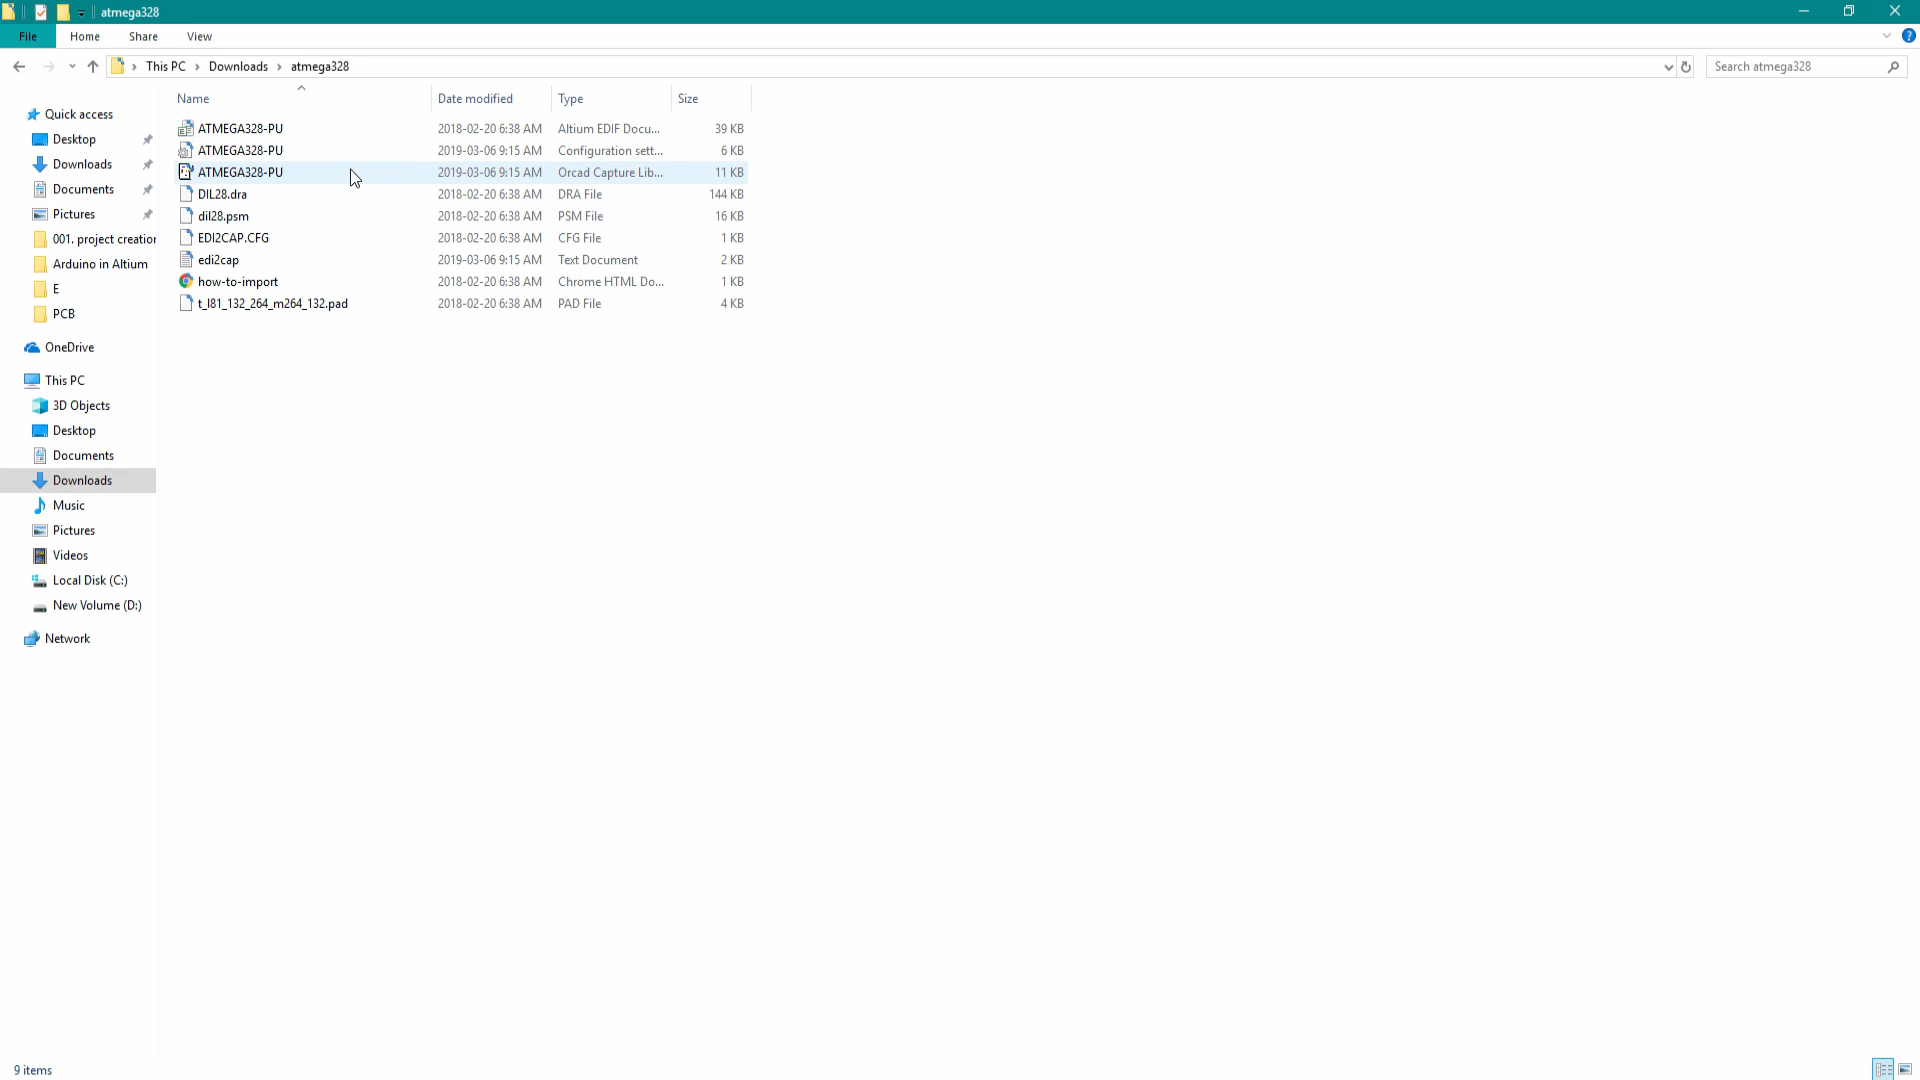 atmega328
File Home Share View
This PC Downloads atmega328 Search atmega328
Name Date modified Type Size
ATMEGA328-PU 2018-02-20 6:38 AM Altium EDIF Docu... 39 KB
ATMEGA328-PU 2019-03-06 9:15 AM Configuration sett... 6 KB
ATMEGA328-PU 2019-03-06 9:15 AM Orcad Capture Lib... 11 KB
DIL28.dra 2018-02-20 6:38 AM DRA File 144 KB
dil28.psm 2018-02-20 6:38 AM PSM File 16 KB
EDI2CAP.CFG 2018-02-20 6:38 AM CFG File 1 KB
edi2cap 2019-03-06 9:15 AM Text Document 2 KB
how-to-import 2018-02-20 6:38 AM Chrome HTML Do... 1 KB
t_l81_132_264_m264_132.pad 2018-02-20 6:38 AM PAD File 4 KB
Quick access
Desktop
Downloads
Documents
Pictures
001. project creation
Arduino in Altium
E
PCB
OneDrive
This PC
3D Objects
Desktop
Documents
Downloads
Music
Pictures
Videos
Local Disk (C:)
New Volume (D:)
Network
9 items